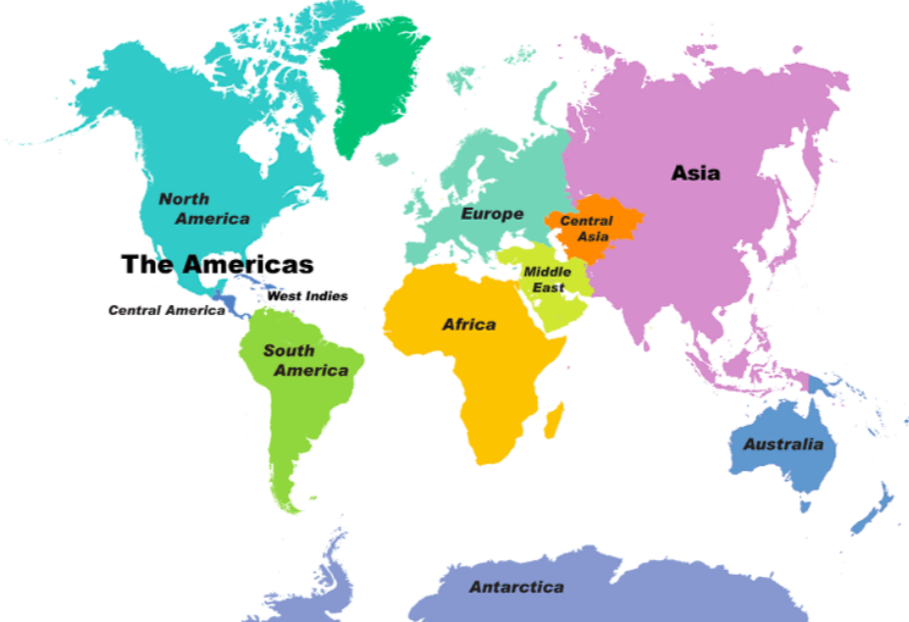 Asia
North
America
Europe
Central
Asia
The Americas
Middle
East
West Indies
Central America
Africa
South
America
Australia
Antarctica